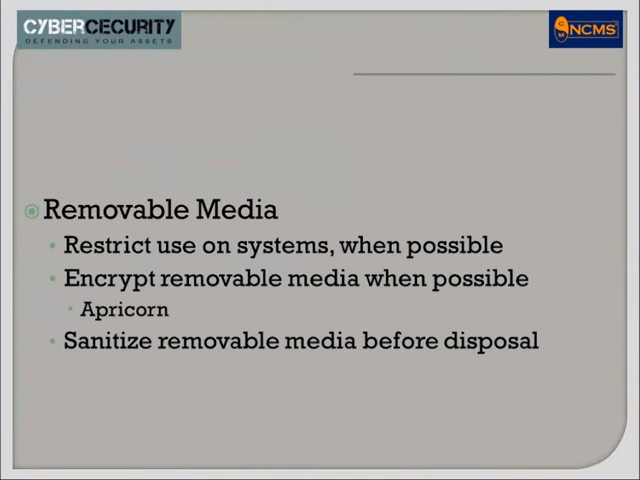 CYBERCECURITY
DEFENDING YOUR ASSETS
NCMS
Removable Media
Restrict use on systems, when possible
Encrypt removable media when possible
Apricorn
Sanitize removable media before disposal